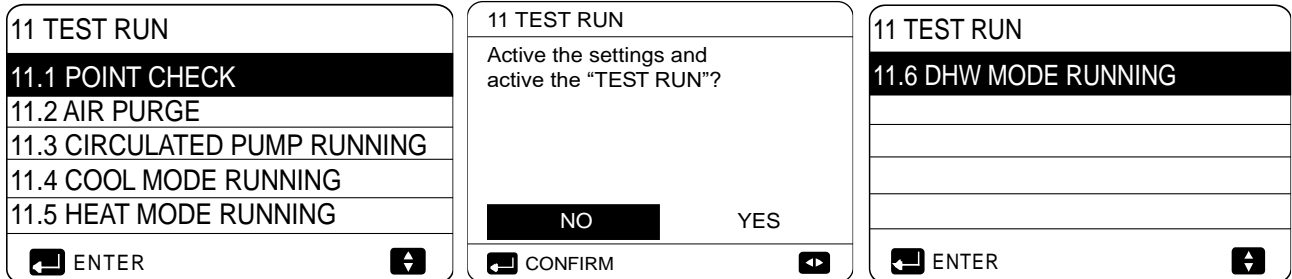 11 TEST RUN
11.1 POINT CHECK
11.2 AIR PURGE
11.3 CIRCULATED PUMP RUNNING
11.4 COOL MODE RUNNING
11.5 HEAT MODE RUNNING
ENTER
11 TEST RUN
Active the settings and
active the “TEST RUN”?
NO YES
CONFIRM
11 TEST RUN
11.6 DHW MODE RUNNING
ENTER